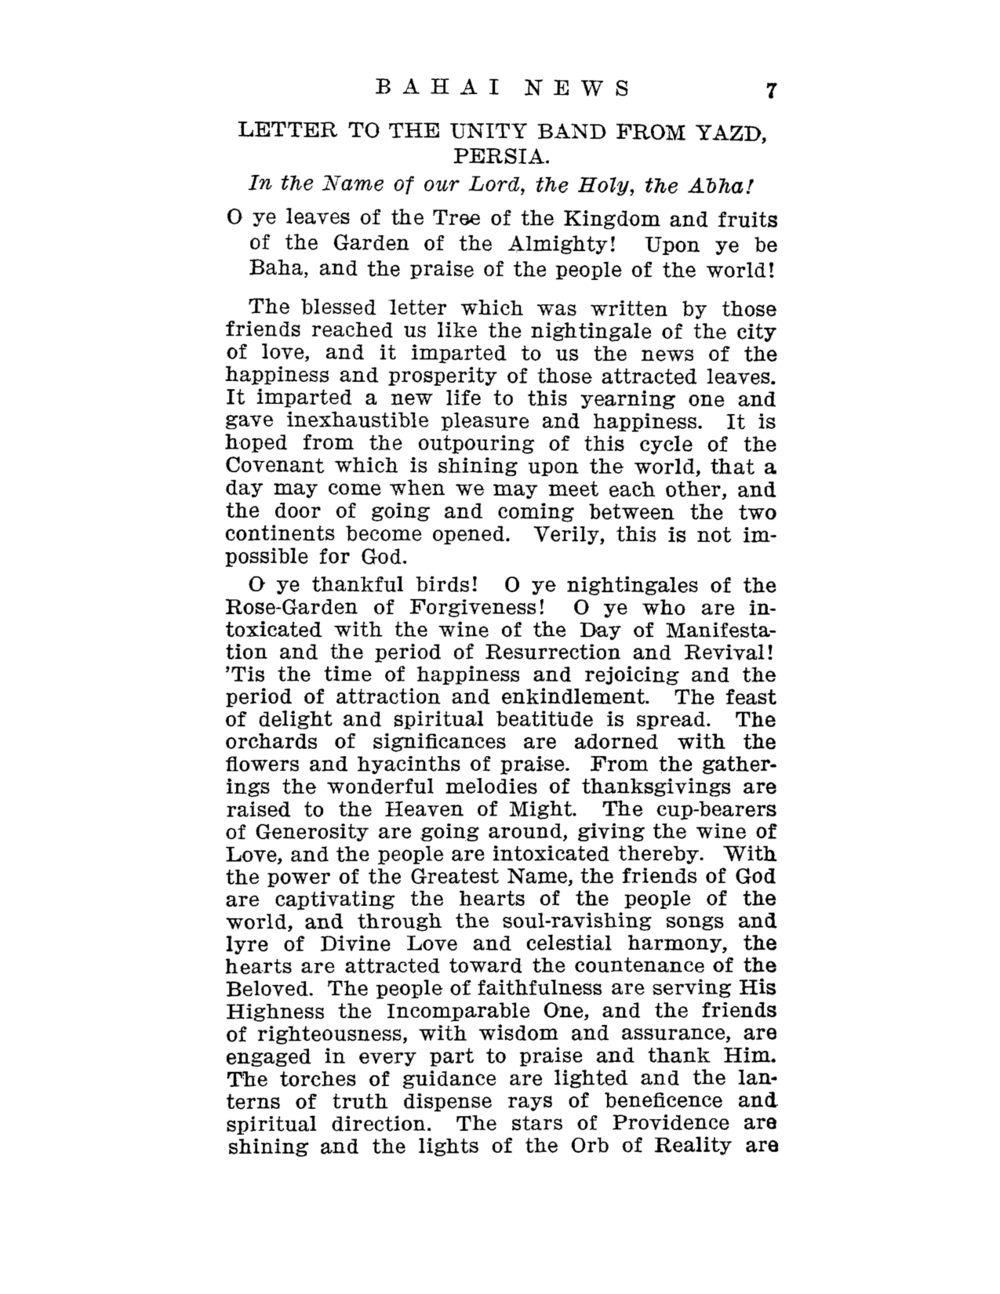 BAHAI NEWS 7
LETTER TO THE UNITY BAND FROM YAZD,
PERSIA.
In the Name of our Lord, the Holy, the Abha!
O ye leaves of the Tree of the Kingdom and fruits
of the Garden of the Almighty! Upon ye be
Baha, and the praise of the people of the world!
The blessed letter which was written by those
friends reached us like the nightingale of the city
of love, and it imparted to us the news of the
happiness and prosperity of those attracted leaves.
It imparted a new life to this yearning one and
gave inexhaustible pleasure and happiness. It is
hoped from the outpouring of this cycle of the
Covenant which is shining upon the world, that a
day may come when we may meet each other, and
the door of going and coming between the two
continents become opened. Verily, this is not im-
possible for God.
O ye thankful birds! O ye nightingales of the
Rose-Garden of Forgiveness! O ye who are in-
toxicated with the wine of the Day of Manifesta-
tion and the period of Resurrection and Revival!
'Tis the time of happiness and rejoicing and the
period of attraction and enkindlement. The feast
of delight and spiritual beatitude is spread. The
orchards of significances are adorned with the
flowers and hyacinths of praise. From the gather-
ings the wonderful melodies of thanksgivings are
raised to the Heaven of Might. The cup-bearers
of Generosity are going around, giving the wine of
Love, and the people are intoxicated thereby. With
the power of the Greatest Name, the friends of God
are captivating the hearts of the people of the
world, and through the soul-ravishing songs and
lyre of Divine Love and celestial harmony, the
hearts are attracted toward the countenance of the
Beloved. The people of faithfulness are serving His
Highness the Incomparable One, and the friends
of righteousness, with wisdom and assurance, are
engaged in every part to praise and thank Him.
The torches of guidance are lighted and the lan-
terns of truth dispense rays of beneficence and
spiritual direction. The stars of Providence are
shining and the lights of the Orb of Reality are